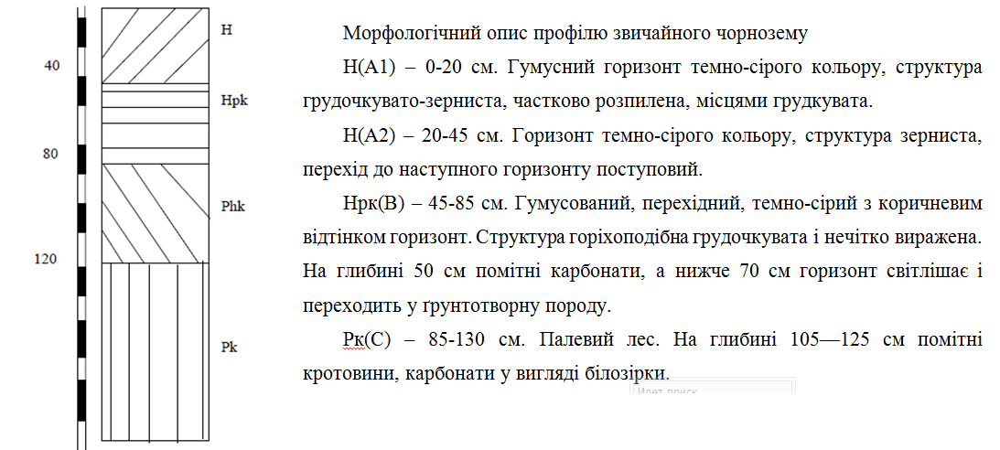 H
40
Hpk
80
Phk
120
Pk
Морфологічний опис профілю звичайного чорнозему
Н(А1) – 0-20 см. Гумусний горизонт темно-сірого кольору, структура
грудочкувато-зерниста, частково розпилена, місцями грудкувата.
Н(А2) – 20-45 см. Горизонт темно-сірого кольору, структура зерниста,
перехід до наступного горизонту поступовий.
Нрк(В) – 45-85 см. Гумусований, перехідний, темно-сірий з коричневим
відтінком горизонт. Структура горіхоподібна грудочкувата і нечітко виражена.
На глибині 50 см помітні карбонати, а нижче 70 см горизонт світлішає і
переходить у ґрунтотворну породу.
Рк(С) – 85-130 см. Палевий лес. На глибині 105—125 см помітні
кротовини, карбонати у вигляді білозірки.
Идет поиск